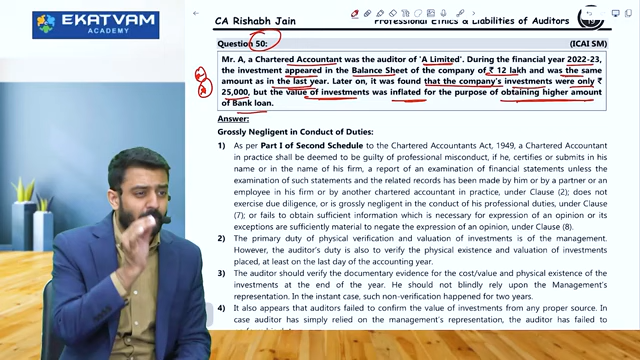 EKATVAM
ACADEMY
CA Rishabh Jain
Professional Ethics & Liabilities of Auditors
Question 50:
(ICAI SM)
Mr. A, a Chartered Accountant was the auditor of 'A Limited'. During the financial year 2022-23,
the investment appeared in the Balance Sheet of the company of ₹ 12 lakh and was the same
amount as in the last year. Later on, it was found that the company's investments were only ₹
25,000, but the value of investments was inflated for the purpose of obtaining higher amount
of Bank loan.
Answer:
Grossly Negligent in Conduct of Duties:
1) As per Part I of Second Schedule to the Chartered Accountants Act, 1949, a Chartered Accountant
in practice shall be deemed to be guilty of professional misconduct, if he, certifies or submits in his
name or in the name of his firm, a report of an examination of financial statements unless the
examination of such statements and the related records has been made by him or by a partner or an
employee in his firm or by another chartered accountant in practice, under Clause (2); does not
exercise due diligence, or is grossly negligent in the conduct of his professional duties, under Clause
(7); or fails to obtain sufficient information which is necessary for expression of an opinion or its
exceptions are sufficiently material to negate the expression of an opinion, under Clause (8).
2) The primary duty of physical verification and valuation of investments is of the management.
However, the auditor's duty is also to verify the physical existence and valuation of investments
placed, at least on the last day of the accounting year.
3) The auditor should verify the documentary evidence for the cost/value and physical existence of the
investments at the end of the year. He should not blindly rely upon the Management's
representation. In the instant case, such non-verification happened for two years.
4) It also appears that auditors failed to confirm the value of investments from any proper source. In
case auditor has simply relied on the management's representation, the auditor has failed to